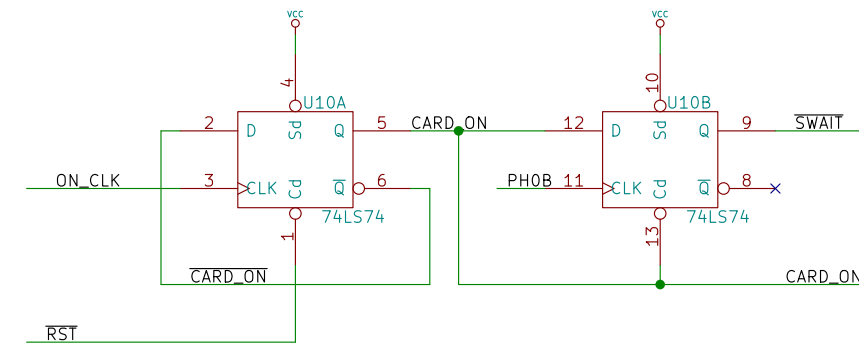 vcc
vcc
4
10
U10A
U10B
2
D
Sd
Q
5
CARD_ON
12
D
Sd
Q
9
SWAIT
ON_CLK
3
CLK
Cd
Q
6
PH0B
11
CLK
Cd
Q
8
74LS74
74LS74
1
13
CARD_ON
CARD_ON
RST